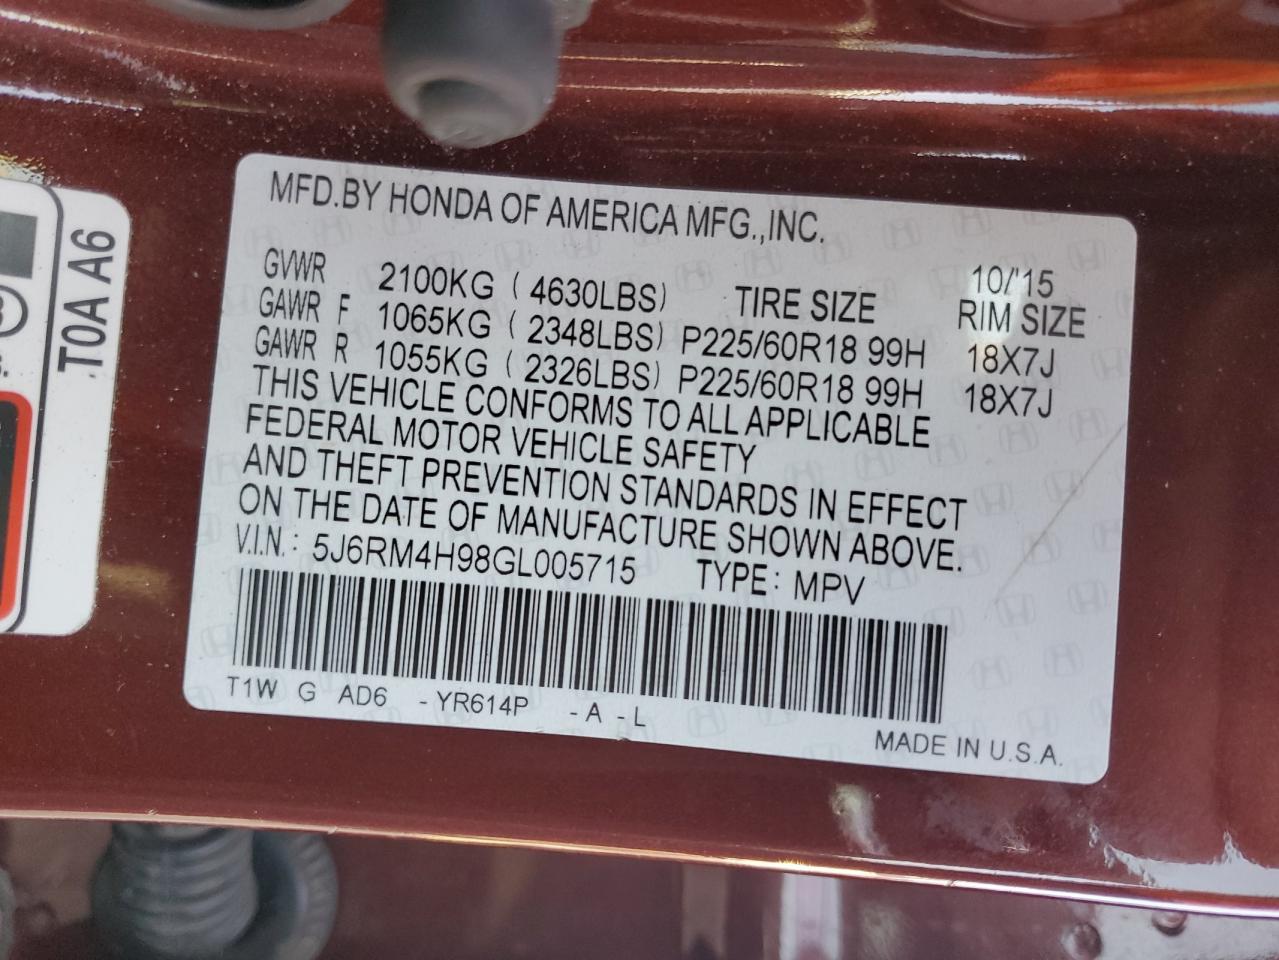 MFD.BY HONDA OF AMERICA MFG.,INC.
10/'15
GVWR 2100KG ( 4630LBS) TIRE SIZE RIM SIZE
GAWR F 1065KG ( 2348LBS) P225/60R18 99H 18X7J
GAWR R 1055KG ( 2326LBS) P225/60R18 99H 18X7J
THIS VEHICLE CONFORMS TO ALL APPLICABLE
FEDERAL MOTOR VEHICLE SAFETY
AND THEFT PREVENTION STANDARDS IN EFFECT
ON THE DATE OF MANUFACTURE SHOWN ABOVE.
V.I.N.: 5J6RM4H98GL005715 TYPE: MPV
T1W G AD6 -YR614P -A -L
MADE IN U.S.A.
T0A A6